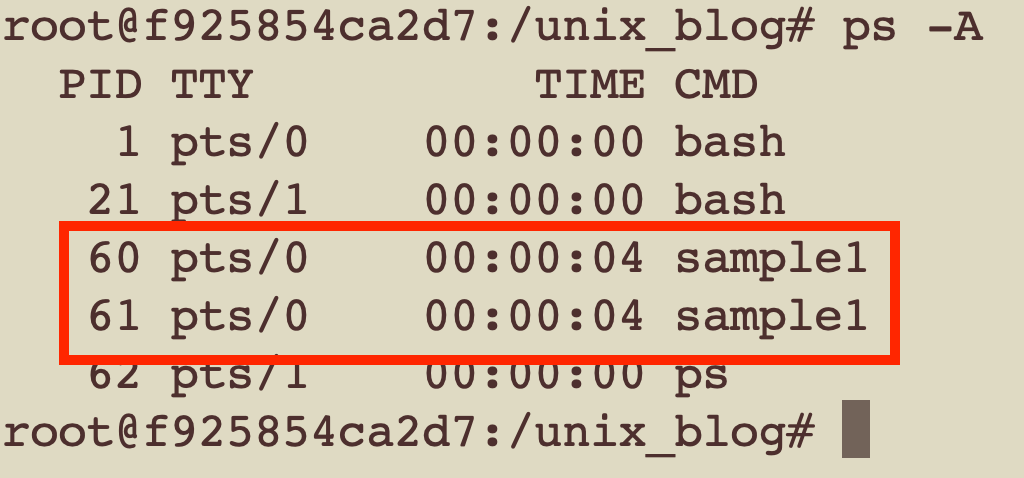 root@f925854ca2d7:/unix_blog# ps -A
PID TTY TIME CMD
1 pts/0 00:00:00 bash
21 pts/1 00:00:00 bash
60 pts/0 00:00:04 sample1
61 pts/0 00:00:04 sample1
62 pts/1 00:00:00 ps
root@f925854ca2d7:/unix_blog#